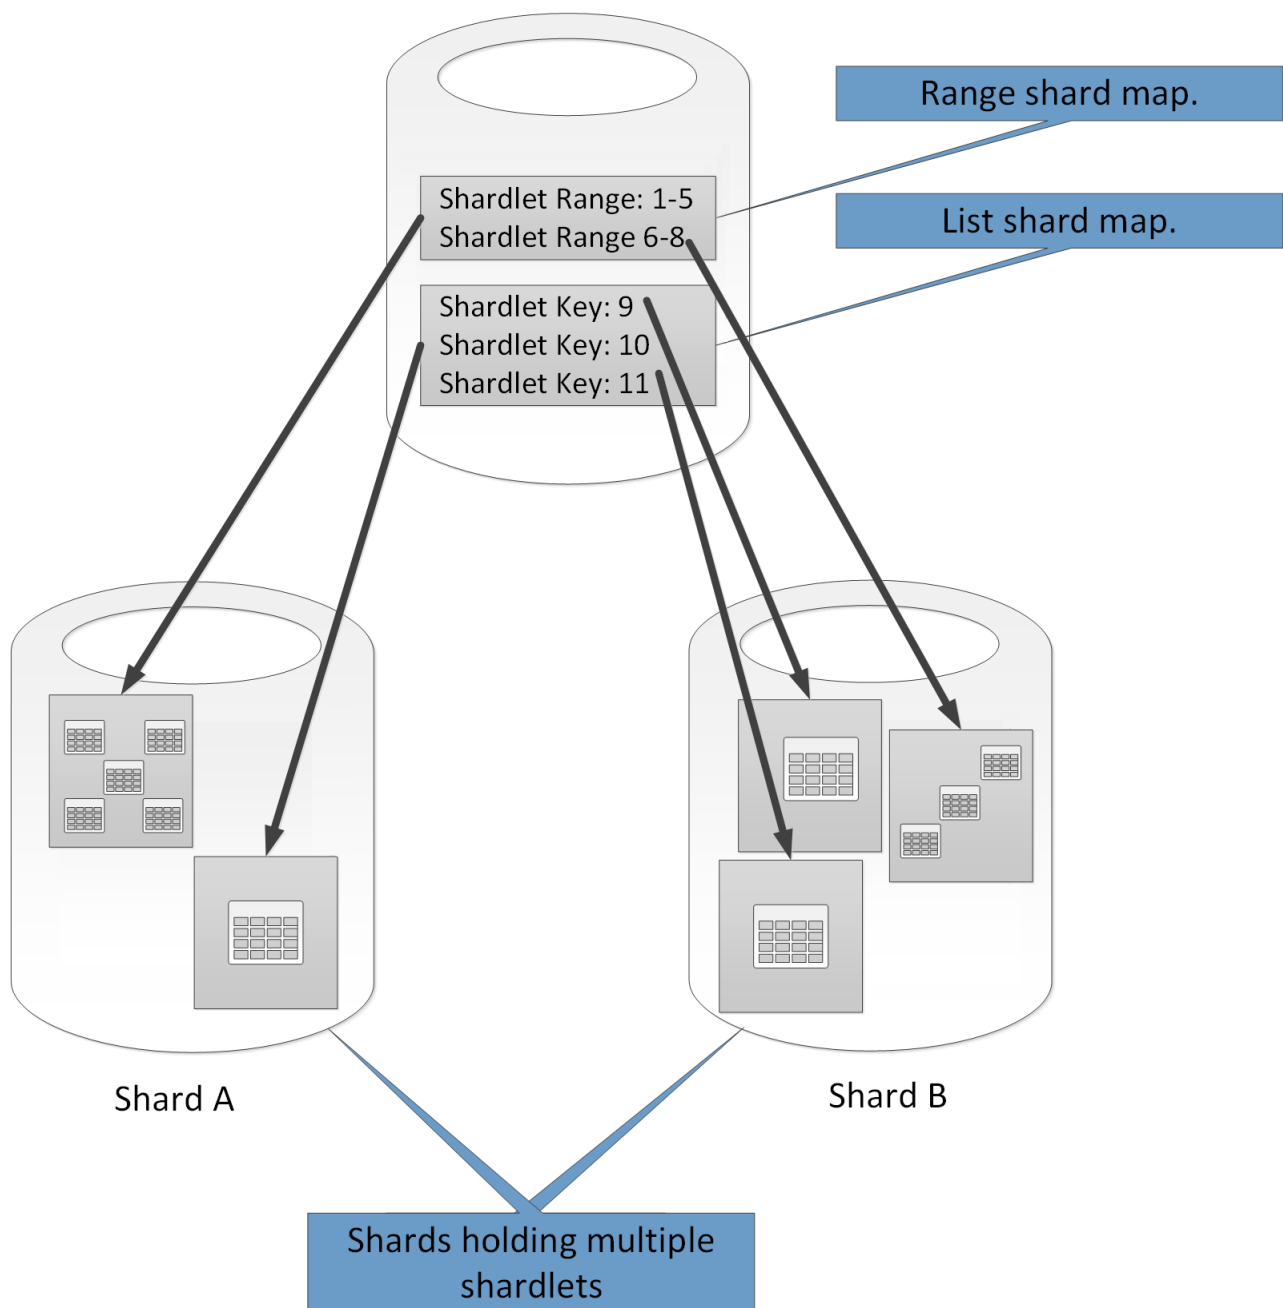 Range shard map.
Shardlet Range: 1-5
Shardlet Range 6-8
List shard map.
Shardlet Key: 9
Shardlet Key: 10
Shardlet Key: 11
Shard A
Shard B
Shards holding multiple
shardlets